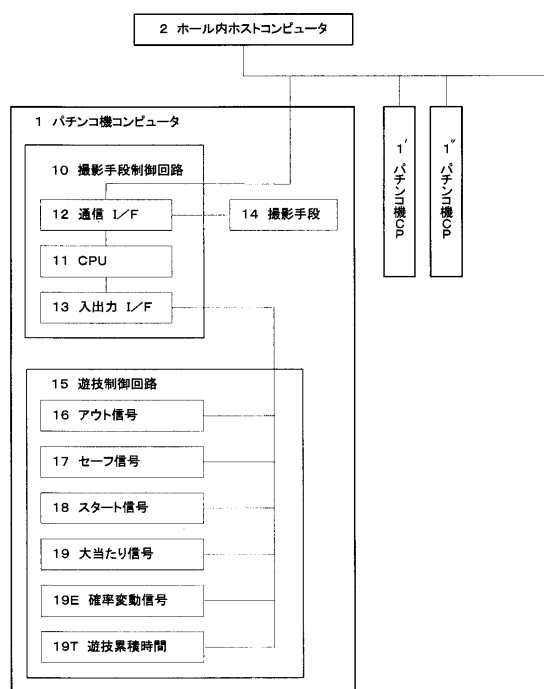 2 ホール内ホストコンピュータ
1 パチンコ機コンピュータ
10 撮影手段制御回路
12 通信 I/F
14 撮影手段
11 CPU
13 入出力 I/F
1′ パチンコ機CP
1″ パチンコ機CP
15 遊技制御回路
16 アウト信号
17 セーフ信号
18 スタート信号
19 大当たり信号
19E 確率変動信号
19T 遊技累積時間